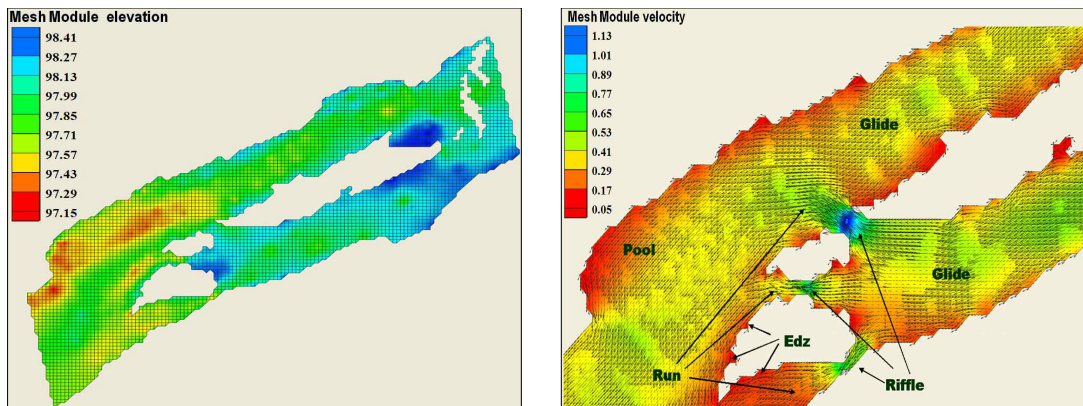 Mesh Module elevation
98.41
98.27
98.13
97.99
97.85
97.71
97.57
97.43
97.29
97.15
Mesh Module velocity
1.13
1.01
0.89
0.77
0.65
0.53
0.41
0.29
0.17
0.05
Glide
Pool
Glide
Edz
Run
Riffle